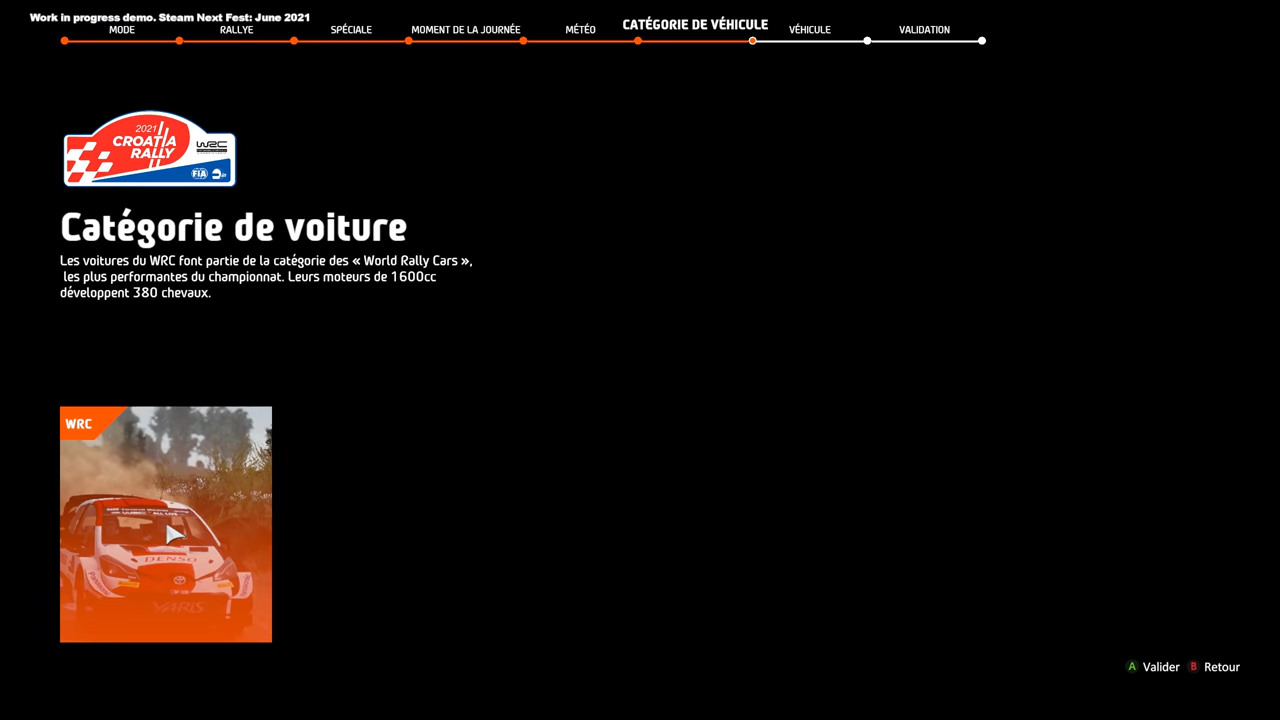 Work in progress demo. Steam Next Fest: June 2021
MODE
RALLYE
SPÉCIALE
MOMENT DE LA JOURNÉE
MÉTÉO
CATÉGORIE DE VÉHICULE
VÉHICULE
VALIDATION
2021
CROATIA
RALLY
WRC
FIA
Catégorie de voiture
Les voitures du WRC font partie de la catégorie des « World Rally Cars »,
les plus performantes du championnat. Leurs moteurs de 1600cc
développent 380 chevaux.
WRC
DENSO
YARIS
A Valider B Retour